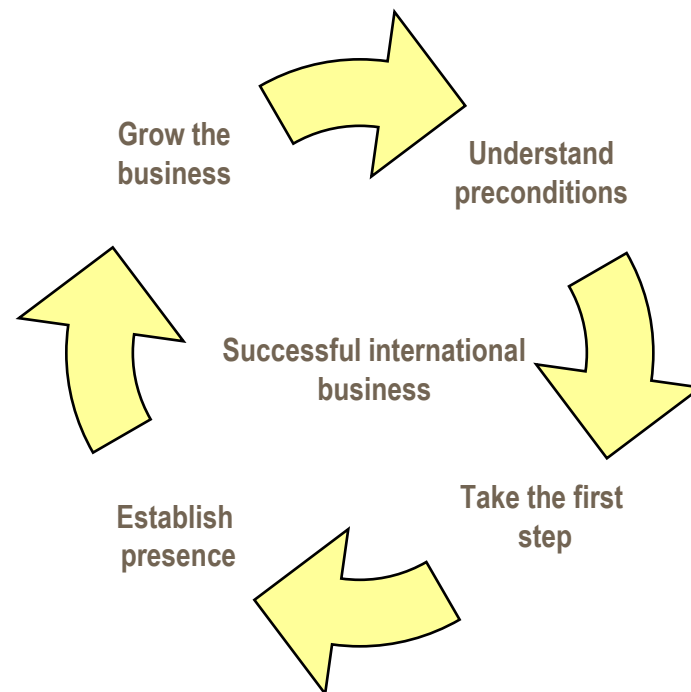 Grow the
business
Understand
preconditions
Successful international
business
Take the first
step
Establish
presence